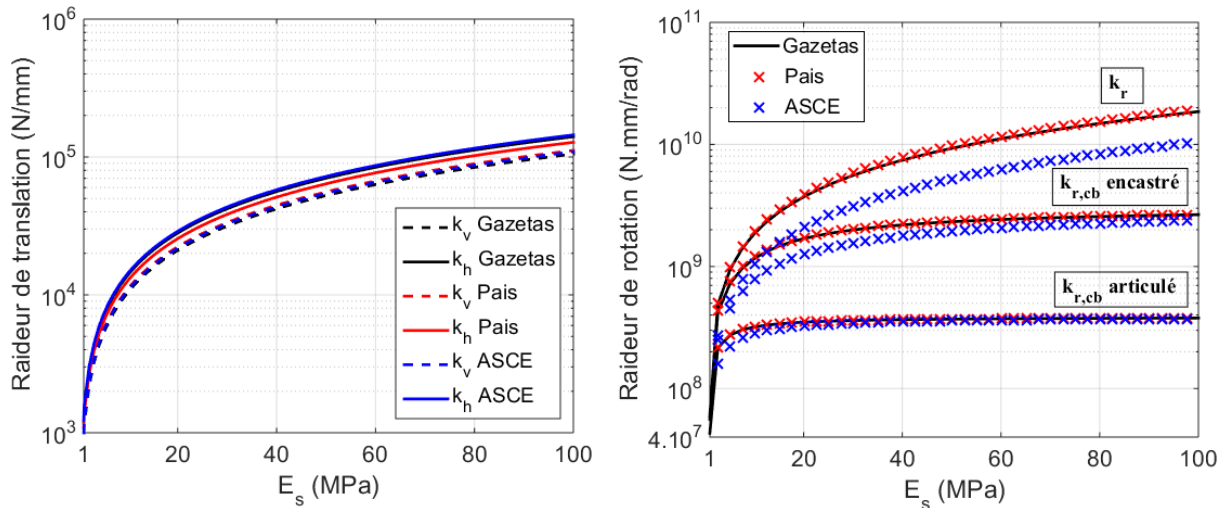 Raideur de translation (N/mm)
10^6
10^5
10^4
10^3
1
20
40
60
80
100
E_s (MPa)
k_v Gazetas
k_h Gazetas
k_v Pais
k_h Pais
k_v ASCE
k_h ASCE
Raideur de rotation (N.mm/rad)
10^11
10^10
10^9
10^8
4.10^7
1
20
40
60
80
100
E_s (MPa)
Gazetas
Pais
ASCE
k_r
k_r,cb encastré
k_r,cb articulé